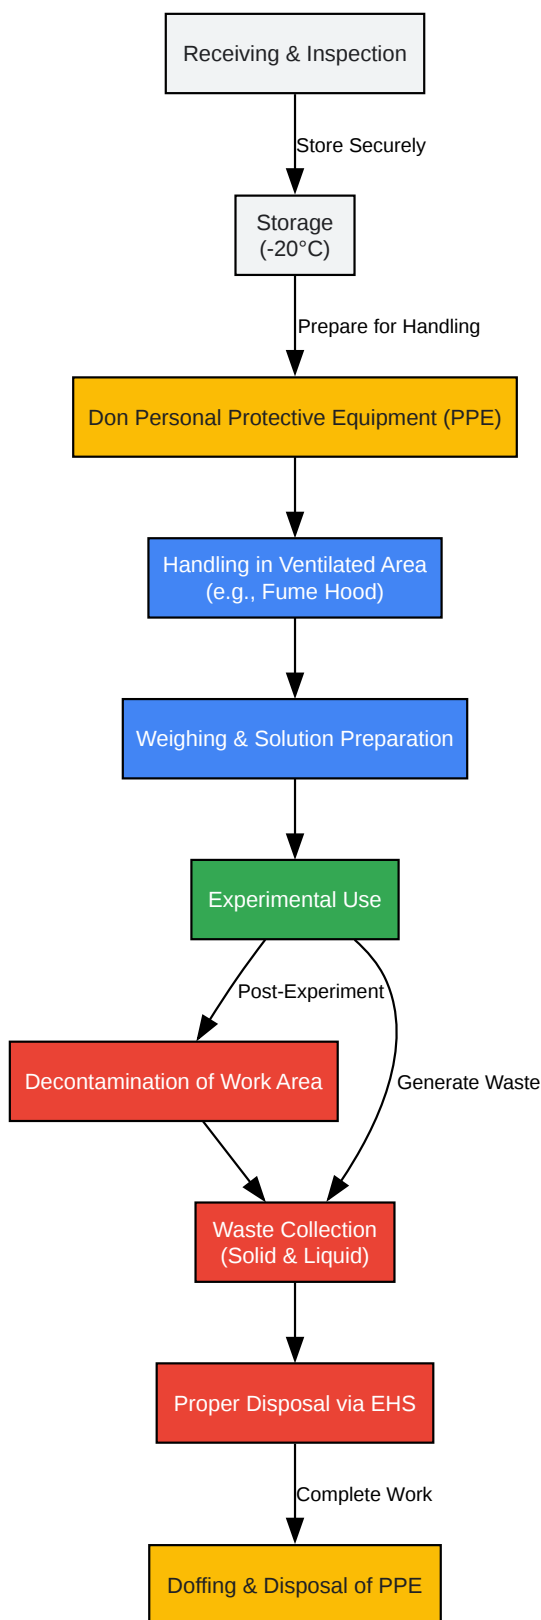 Receiving & Inspection
Store Securely
Storage
(-20°C)
Prepare for Handling
Don Personal Protective Equipment (PPE)
Handling in Ventilated Area
(e.g., Fume Hood)
Weighing & Solution Preparation
Experimental Use
Post-Experiment
Decontamination of Work Area
Generate Waste
Waste Collection
(Solid & Liquid)
Proper Disposal via EHS
Complete Work
Doffing & Disposal of PPE